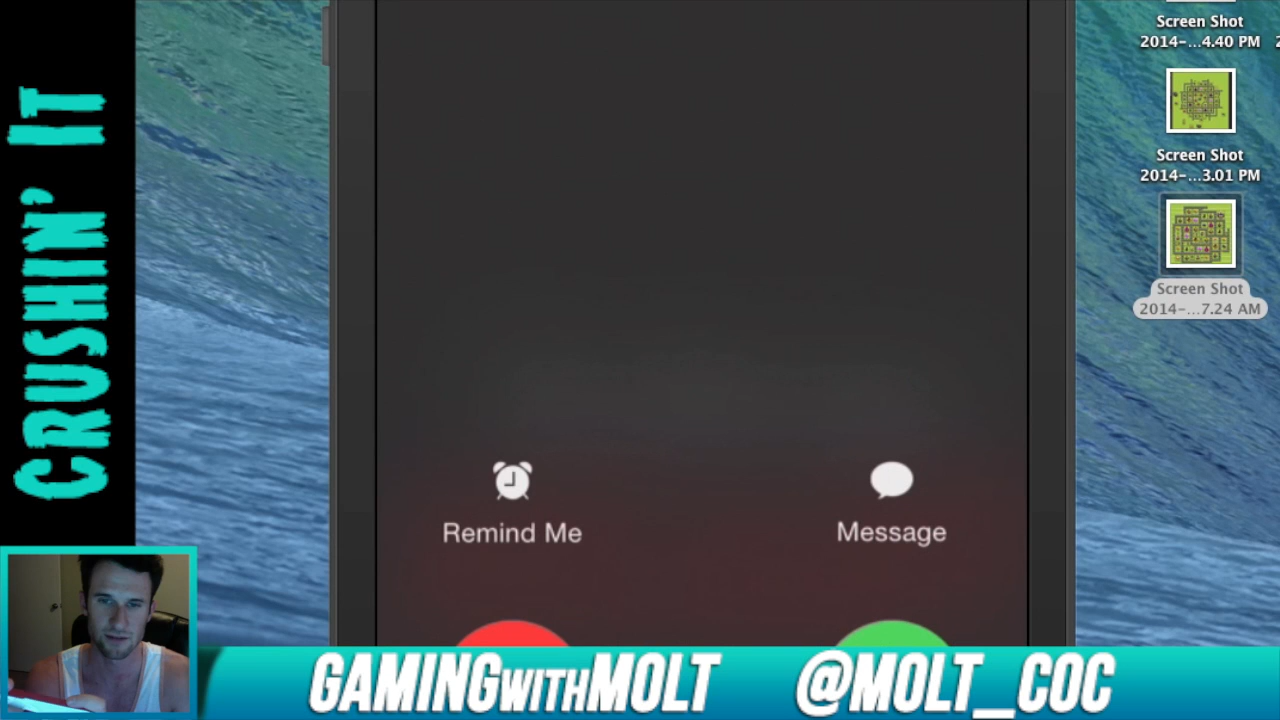 Crushin' It
Screen Shot
2014-...4.40 PM
Screen Shot
2014-...3.01 PM
Screen Shot
2014-...7.24 AM
Remind Me
Message
GAMINGWITHMOLT
@MOLT_COC